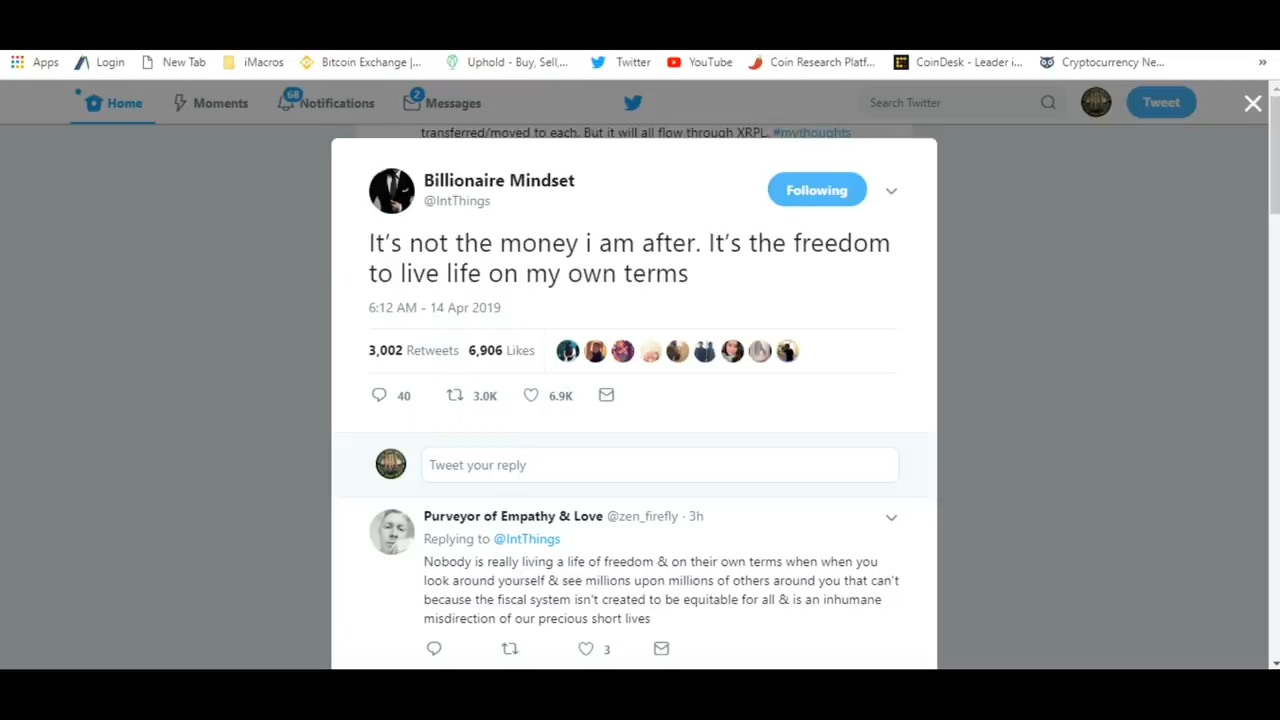 Apps Login New Tab iMacros Bitcoin Exchange |... Uphold - Buy, Sell,... Twitter YouTube Coin Research Platf... CoinDesk - Leader i... Cryptocurrency Ne... »
Home Moments 68 Notifications 2 Messages Search Twitter Tweet
transferred/moved to each. But it will all flow through XRPL. #mythoughts
Billionaire Mindset
@IntThings
Following
It’s not the money i am after. It’s the freedom
to live life on my own terms
6:12 AM - 14 Apr 2019
3,002 Retweets 6,906 Likes
40 3.0K 6.9K
Tweet your reply
Purveyor of Empathy & Love @zen_firefly · 3h
Replying to @IntThings
Nobody is really living a life of freedom & on their own terms when when you
look around yourself & see millions upon millions of others around you that can't
because the fiscal system isn't created to be equitable for all & is an inhumane
misdirection of our precious short lives
3